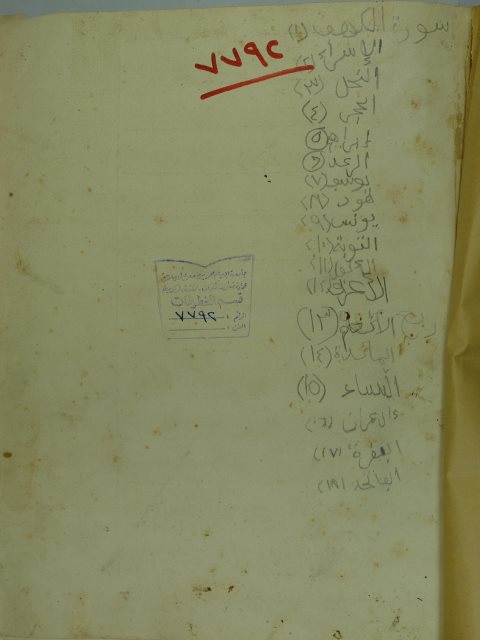 سورة الكهف (١)
٧٧٩٢
الإسراء (٢)
النحل (٣)
(٤)
إبراهيم (٥)
الرعد (٦)
يوسف (٧)
هود (٨)
يونس (٩)
التوبة (١٠)
(١١)
الأعراف (١٢)
الأنعام (١٣)
المائدة (١٤)
النساء (١٥)
آل عمران (١٦)
البقرة (١٧)
الفاتحة (١٨)
قسم المخطوطات
الرقم : ٧٧٩٢